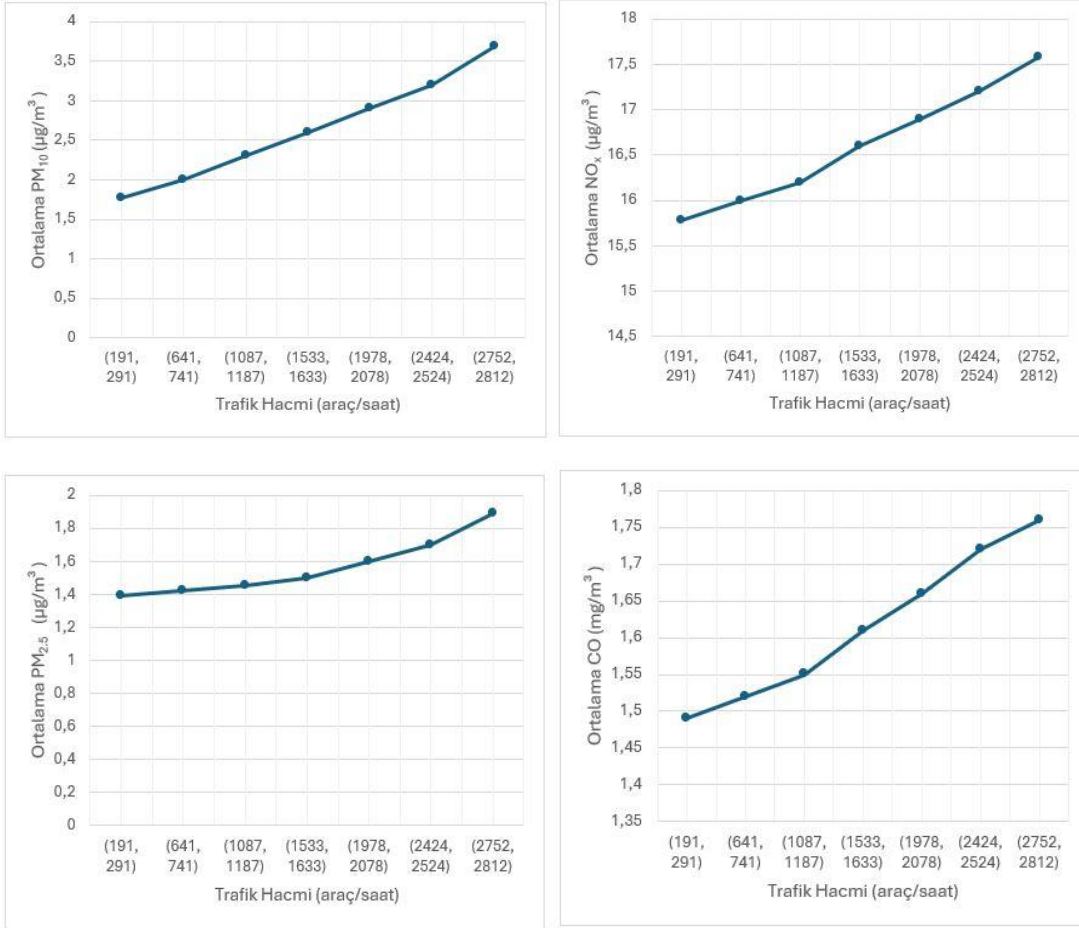 4
3,5
3
2,5
2
1,5
1
0,5
0
Ortalama PM₁₀ (µg/m³ )
(191, (641, (1087, (1533, (1978, (2424, (2752,
291) 741) 1187) 1633) 2078) 2524) 2812)
Trafik Hacmi (araç/saat)
18
17,5
17
16,5
16
15,5
15
14,5
Ortalama NOₓ (µg/m³ )
(191, (641, (1087, (1533, (1978, (2424, (2752,
291) 741) 1187) 1633) 2078) 2524) 2812)
Trafik Hacmi (araç/saat)
2
1,8
1,6
1,4
1,2
1
0,8
0,6
0,4
0,2
0
Ortalama PM₂.₅ (µg/m³ )
(191, (641, (1087, (1533, (1978, (2424, (2752,
291) 741) 1187) 1633) 2078) 2524) 2812)
Trafik Hacmi (araç/saat)
1,8
1,75
1,7
1,65
1,6
1,55
1,5
1,45
1,4
1,35
Ortalama CO (mg/m³ )
(191, (641, (1087, (1533, (1978, (2424, (2752,
291) 741) 1187) 1633) 2078) 2524) 2812)
Trafik Hacmi (araç/saat)